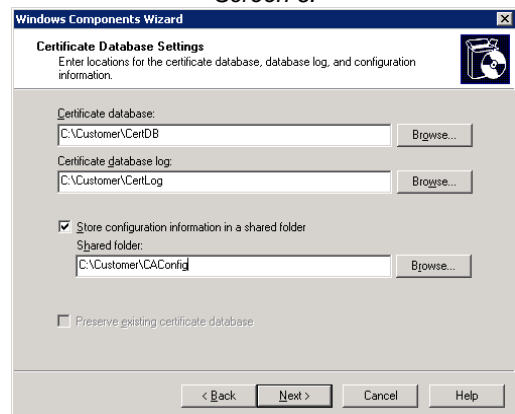 Windows Components Wizard
Certificate Database Settings
Enter locations for the certificate database, database log, and configuration
information.
Certificate database:
C:\Customer\CertDB
Browse...
Certificate database log:
C:\Customer\CertLog
Browse...
Store configuration information in a shared folder
Shared folder:
C:\Customer\CAConfig
Browse...
Preserve existing certificate database
< Back Next > Cancel Help